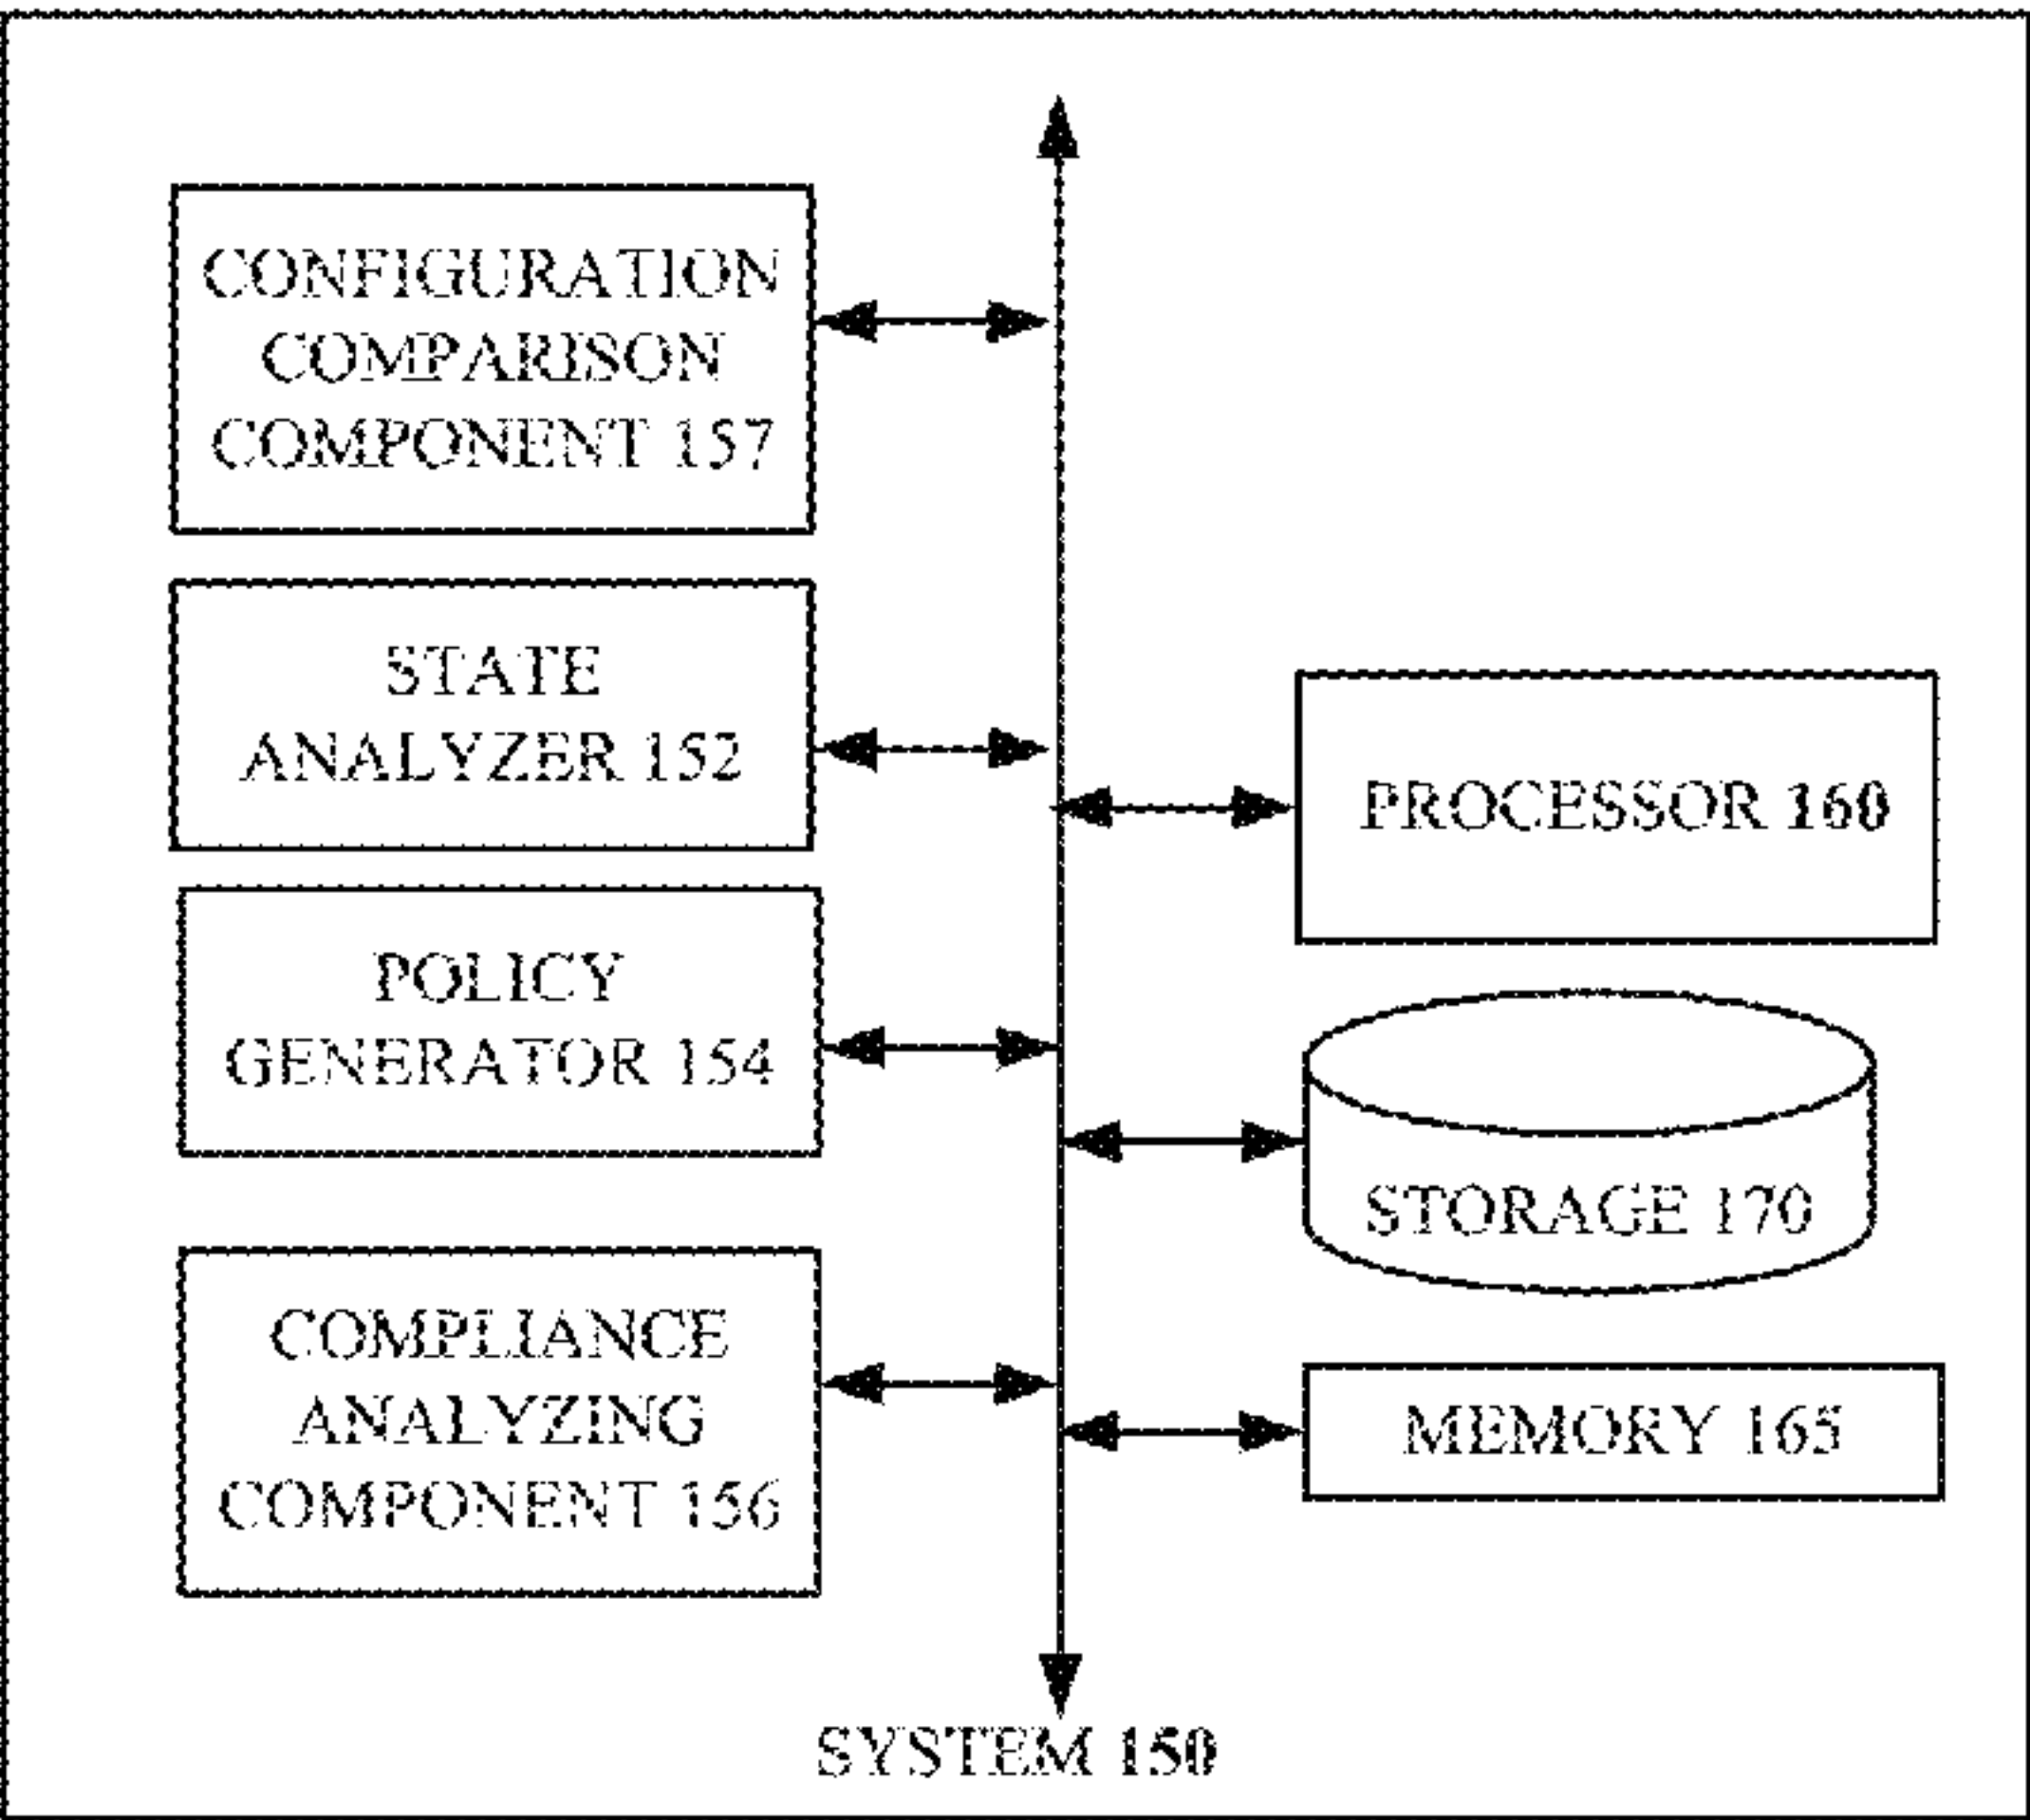 CONFIGURATION
COMPARISON
COMPONENT 157
STATE
ANALYZER 152
POLICY
GENERATOR 154
COMPLIANCE
ANALYZING
COMPONENT 156
PROCESSOR 160
STORAGE 170
MEMORY 165
SYSTEM 150